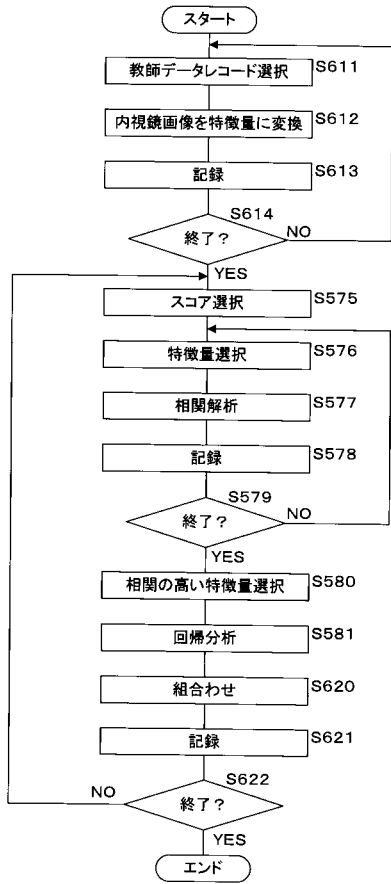 スタート
教師データレコード選択 S611
内視鏡画像を特徴量に変換 S612
記録 S613
S614
終了? NO
YES
スコア選択 S575
特徴量選択 S576
相関解析 S577
記録 S578
S579
終了? NO
YES
相関の高い特徴量選択 S580
回帰分析 S581
組合わせ S620
記録 S621
S622
NO 終了?
YES
エンド